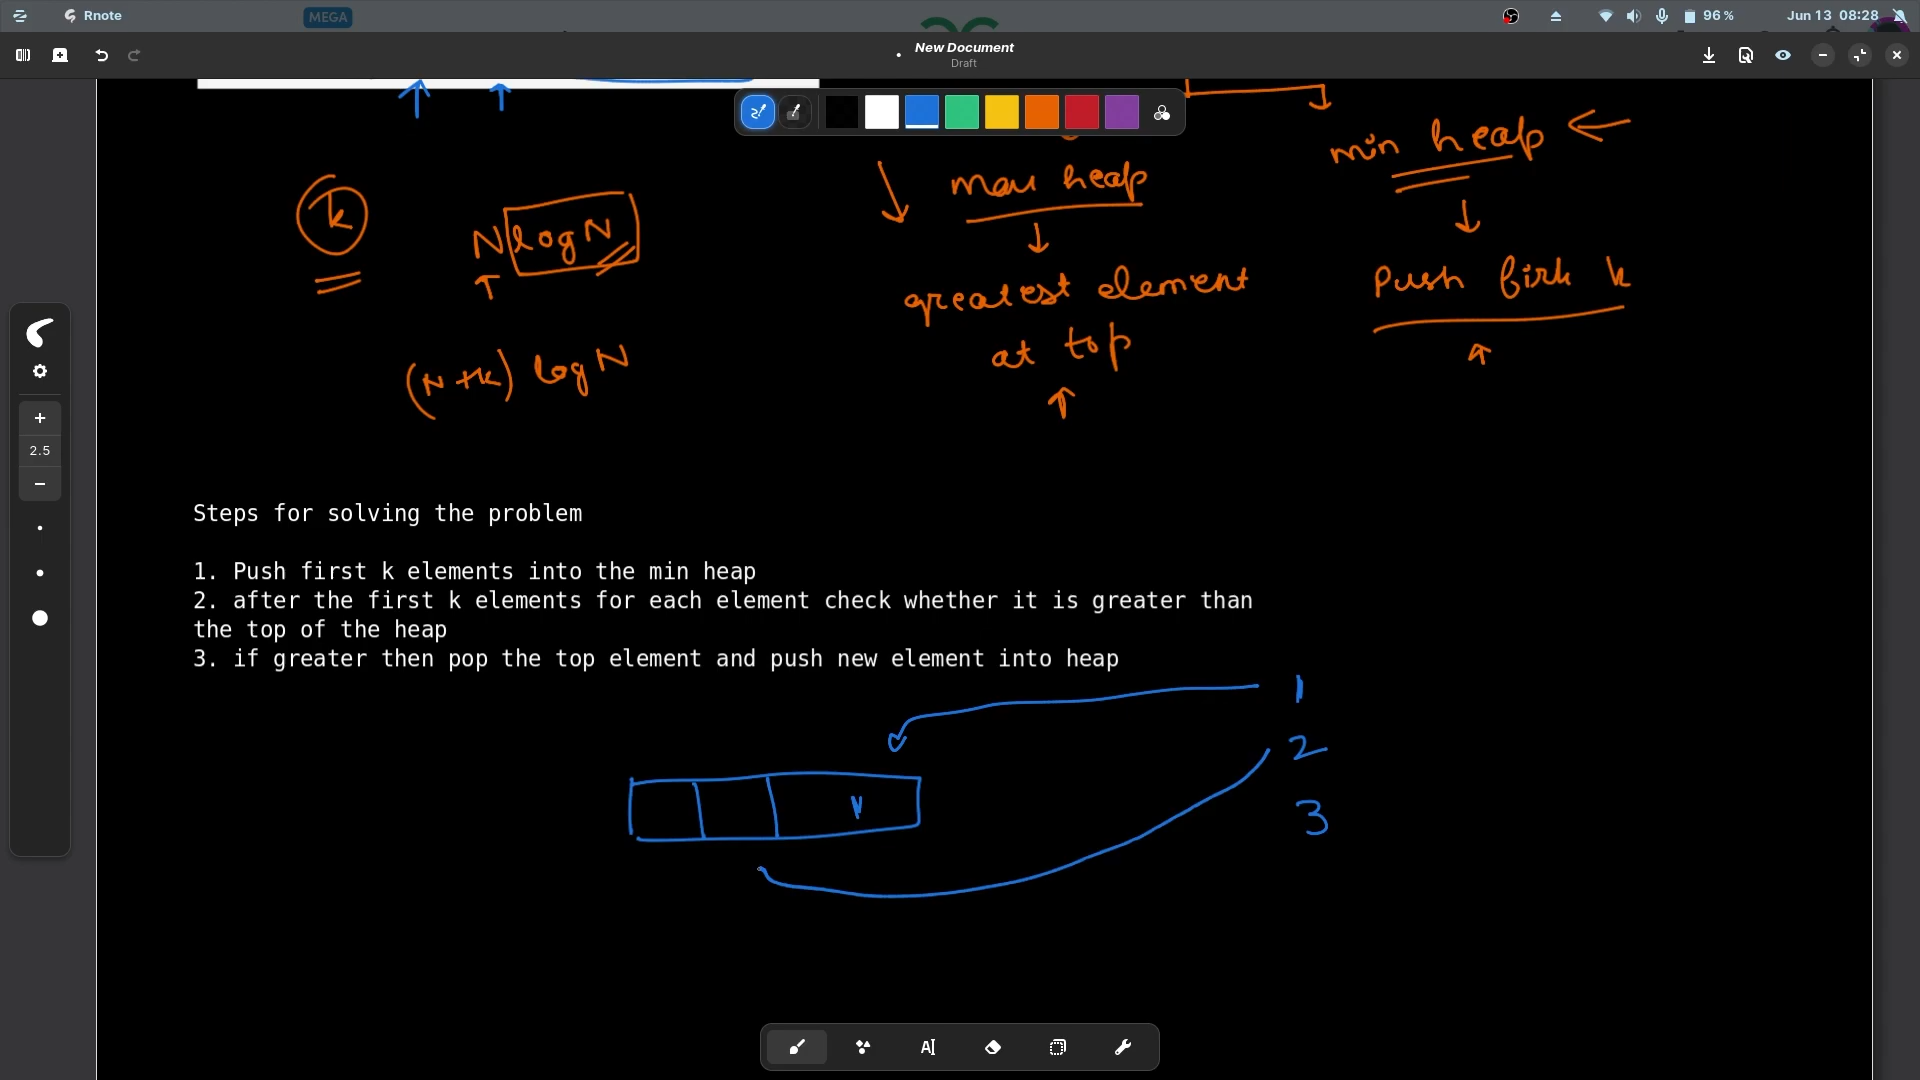 Rnote
MEGA
96 %
Jun 13 08:28
New Document
Draft
min heap
max heap
k
N log N
greatest element
at top
Push first k
(N+k) log N
2.5
Steps for solving the problem
1. Push first k elements into the min heap
2. after the first k elements for each element check whether it is greater than
the top of the heap
3. if greater then pop the top element and push new element into heap
1
2
3